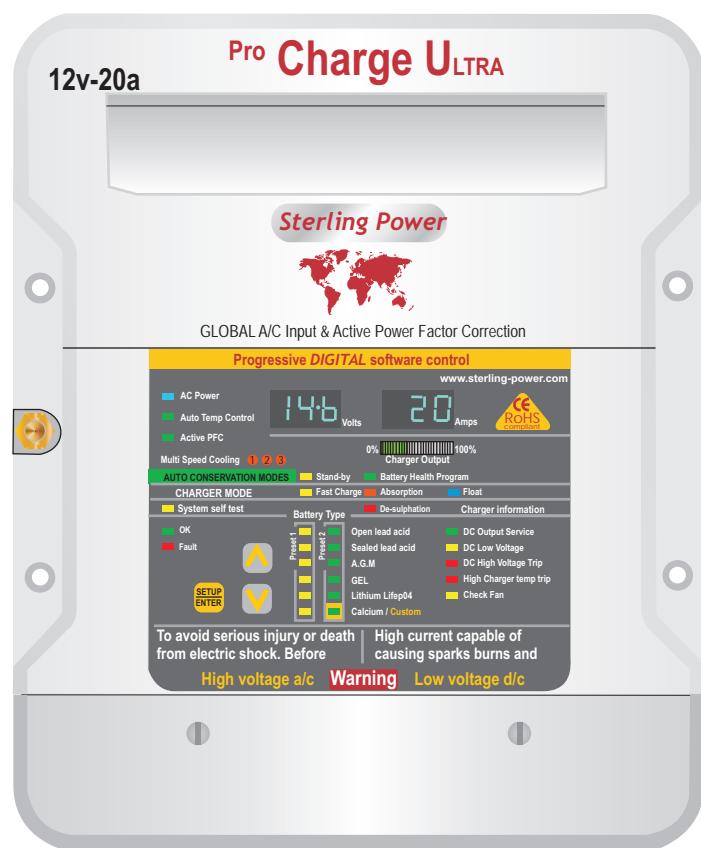 Pro Charge ULTRA
12v-20a
Sterling Power
GLOBAL A/C Input & Active Power Factor Correction
Progressive DIGITAL software control
www.sterling-power.com
AC Power
Auto Temp Control
Active PFC
14.6 Volts
20 Amps
CE
RoHS
compliant
Multi Speed Cooling 1 2 3
0% 100%
Charger Output
AUTO CONSERVATION MODES Stand-by Battery Health Program
CHARGER MODE Fast Charge Absorption Float
System self test Battery Type De-sulphation Charger information
OK
Fault
SETUP
ENTER
Preset 1
Preset 2
Open lead acid
Sealed lead acid
A.G.M
GEL
Lithium Lifep04
Calcium / Custom
DC Output Service
DC Low Voltage
DC High Voltage Trip
High Charger temp trip
Check Fan
To avoid serious injury or death
from electric shock. Before
High current capable of
causing sparks burns and
High voltage a/c Warning Low voltage d/c